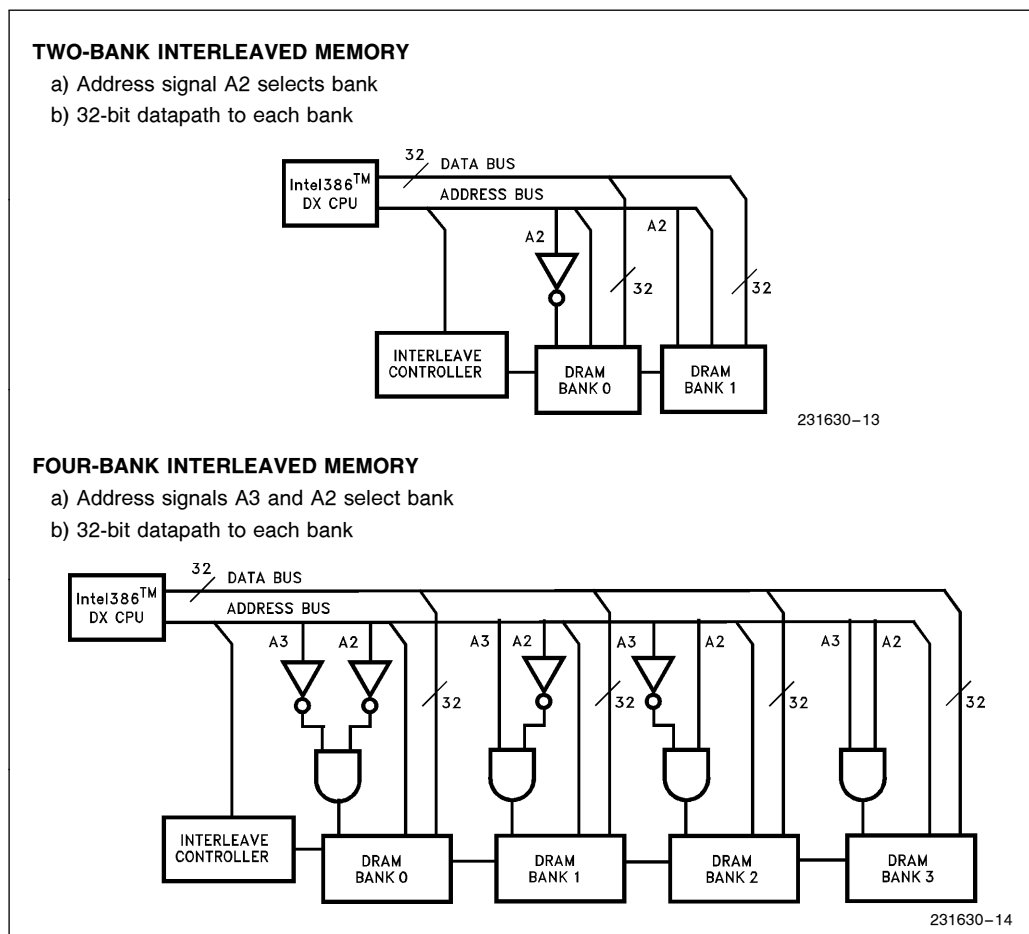 TWO-BANK INTERLEAVED MEMORY
a) Address signal A2 selects bank
b) 32-bit datapath to each bank
32
DATA BUS
Intel386™
DX CPU
ADDRESS BUS
A2
A2
32
32
INTERLEAVE
CONTROLLER
DRAM
BANK 0
DRAM
BANK 1
231630–13
FOUR-BANK INTERLEAVED MEMORY
a) Address signals A3 and A2 select bank
b) 32-bit datapath to each bank
32
DATA BUS
Intel386™
DX CPU
ADDRESS BUS
A3
A2
A3
A2
A3
A2
A3
A2
32
32
32
32
INTERLEAVE
CONTROLLER
DRAM
BANK 0
DRAM
BANK 1
DRAM
BANK 2
DRAM
BANK 3
231630–14